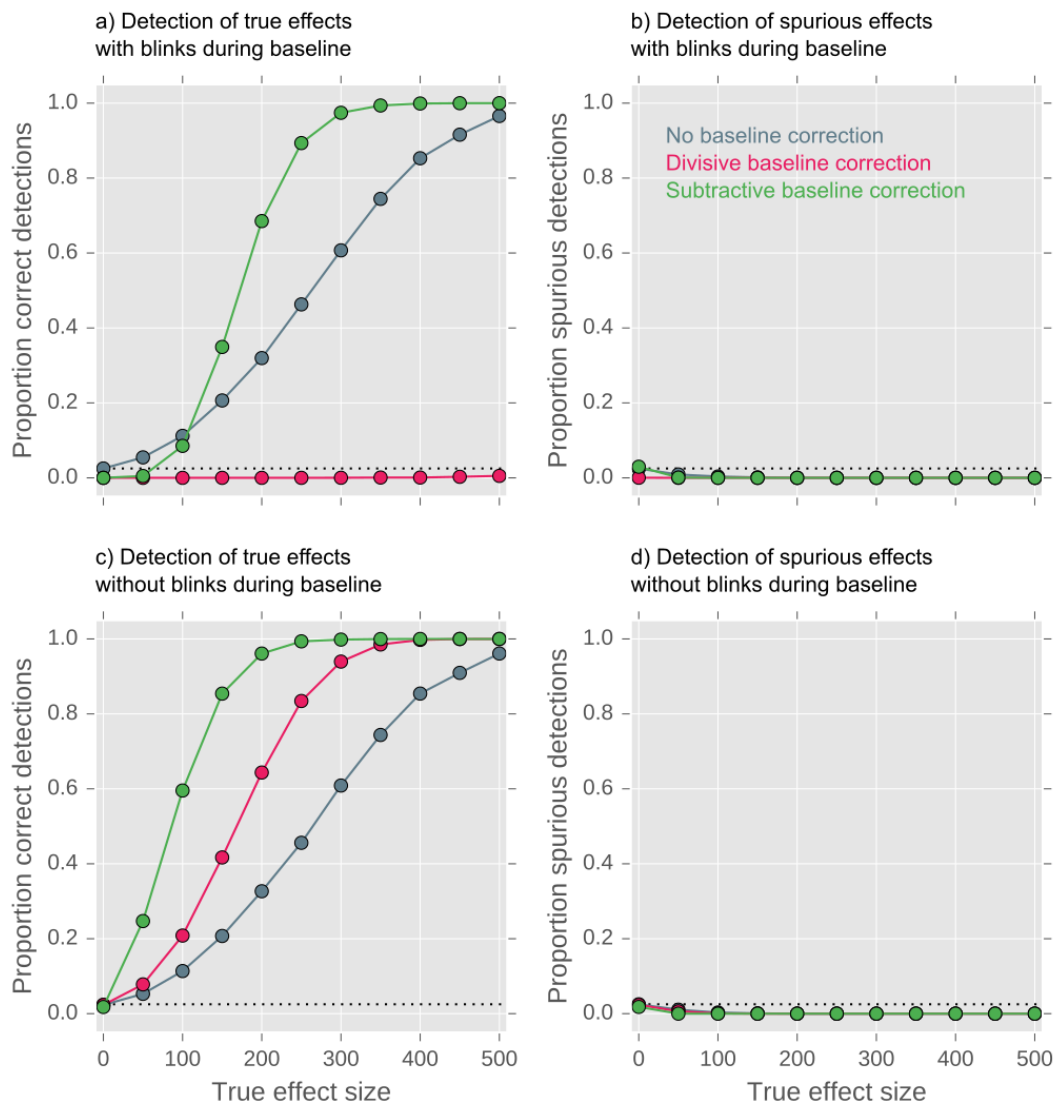 a) Detection of true effects
with blinks during baseline
b) Detection of spurious effects
with blinks during baseline
Proportion correct detections
1.0
0.8
0.6
0.4
0.2
0.0
Proportion spurious detections
1.0
0.8
0.6
0.4
0.2
0.0
No baseline correction
Divisive baseline correction
Subtractive baseline correction
c) Detection of true effects
without blinks during baseline
d) Detection of spurious effects
without blinks during baseline
Proportion correct detections
1.0
0.8
0.6
0.4
0.2
0.0
0 100 200 300 400 500
True effect size
Proportion spurious detections
1.0
0.8
0.6
0.4
0.2
0.0
0 100 200 300 400 500
True effect size